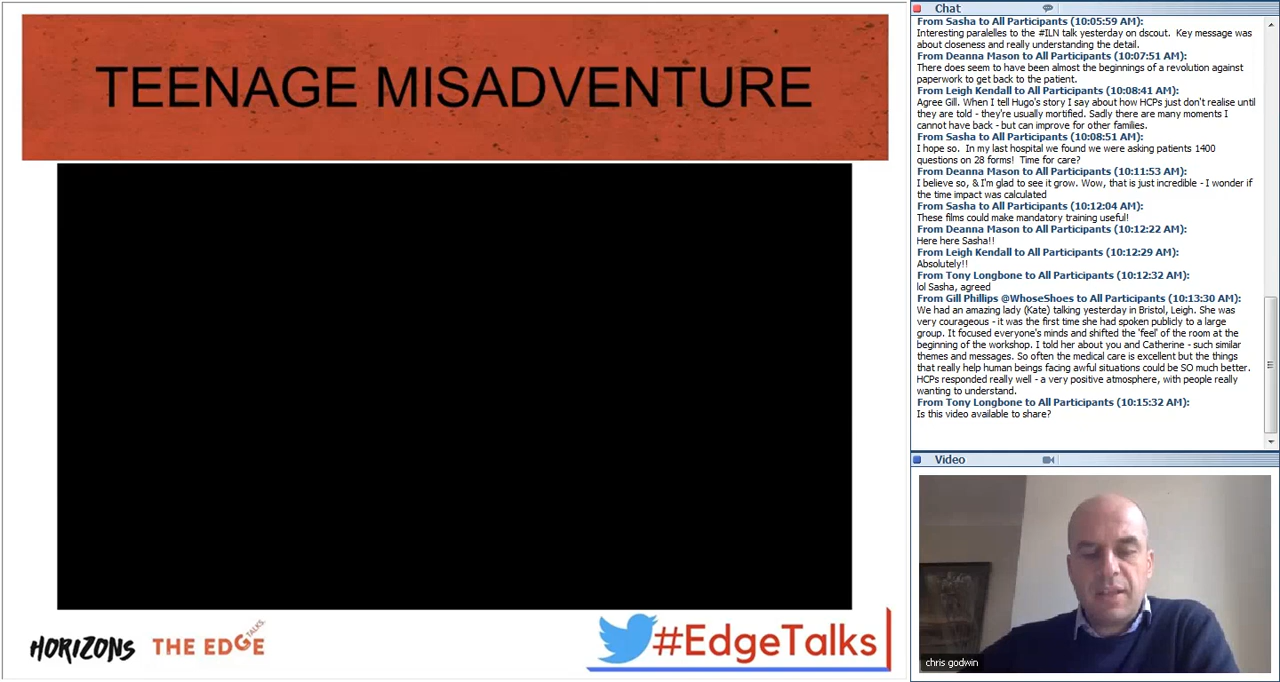 TEENAGE MISADVENTURE
HORIZONS
THE EDGE
TALKS
#EdgeTalks
Chat
From Sasha to All Participants (10:05:59 AM):
Interesting paralelles to the #ILN talk yesterday on dscout. Key message was
about closeness and really understanding the detail.
From Deanna Mason to All Participants (10:07:51 AM):
There does seem to have been almost the beginnings of a revolution against
paperwork to get back to the patient.
From Leigh Kendall to All Participants (10:08:41 AM):
Agree Gill. When I tell Hugo's story I say about how HCPs just don't realise until
they are told - they're usually mortified. Sadly there are many moments I
cannot have back - but can improve for other families.
From Sasha to All Participants (10:08:51 AM):
I hope so. In my last hospital we found we were asking patients 1400
questions on 28 forms! Time for care?
From Deanna Mason to All Participants (10:11:53 AM):
I believe so, & I'm glad to see it grow. Wow, that is just incredible - I wonder if
the time impact was calculated
From Sasha to All Participants (10:12:04 AM):
These films could make mandatory training useful!
From Deanna Mason to All Participants (10:12:22 AM):
Here here Sasha!!
From Leigh Kendall to All Participants (10:12:29 AM):
Absolutely!!
From Tony Longbone to All Participants (10:12:32 AM):
lol Sasha, agreed
From Gill Phillips @WhoseShoes to All Participants (10:13:30 AM):
We had an amazing lady (Kate) talking yesterday in Bristol, Leigh. She was
very courageous - it was the first time she had spoken publicly to a large
group. It focused everyone's minds and shifted the 'feel' of the room at the
beginning of the workshop. I told her about you and Catherine - such similar
themes and messages. So often the medical care is excellent but the things
that really help human beings facing awful situations could be SO much better.
HCPs responded really well - a very positive atmosphere, with people really
wanting to understand.
From Tony Longbone to All Participants (10:15:32 AM):
Is this video available to share?
Video
chris godwin